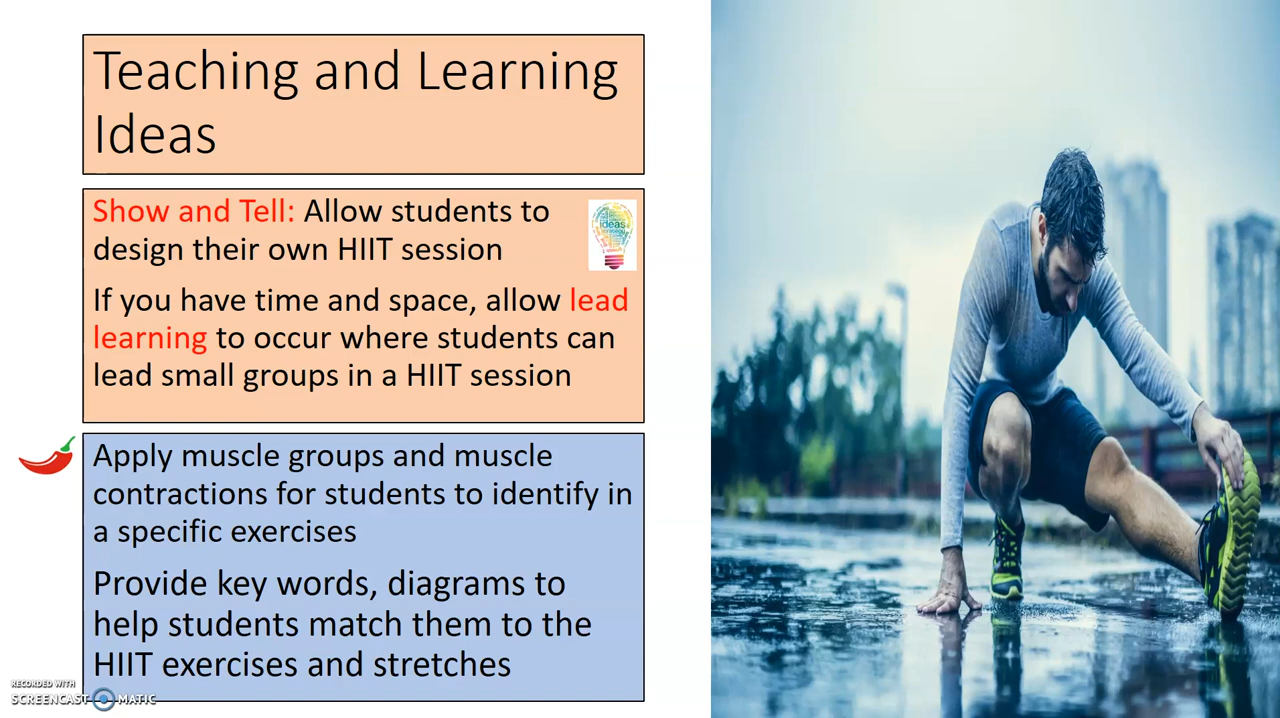 Teaching and Learning
Ideas
Show and Tell: Allow students to
design their own HIIT session
ideas
If you have time and space, allow lead
learning to occur where students can
lead small groups in a HIIT session
Apply muscle groups and muscle
contractions for students to identify in
a specific exercises
Provide key words, diagrams to
help students match them to the
HIIT exercises and stretches
RECORDED WITH
SCREENCAST-O-MATIC